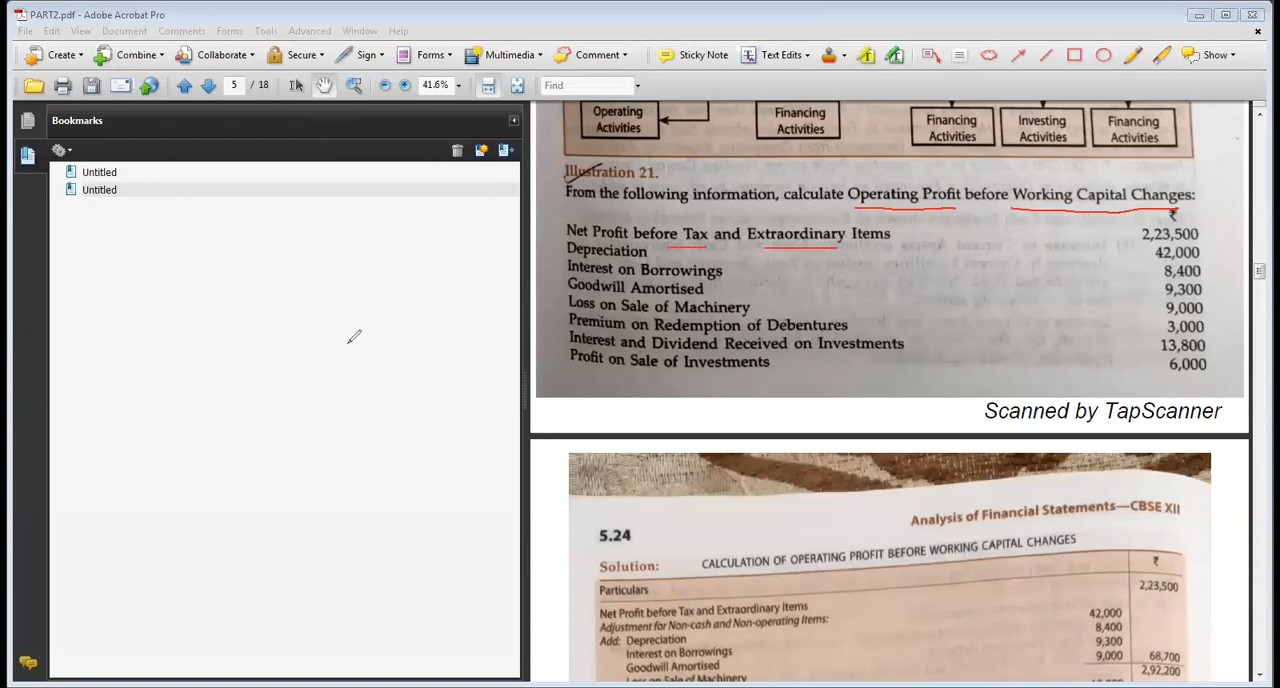 PART2.pdf - Adobe Acrobat Pro
File Edit View Document Comments Forms Tools Advanced Window Help
Create Combine Collaborate Secure Sign Forms Multimedia Comment Sticky Note Text Edits Show
5 / 18 41.6% Find
Bookmarks
Untitled
Untitled
Operating Activities
Financing Activities
Financing Activities
Investing Activities
Financing Activities
Illustration 21.
From the following information, calculate Operating Profit before Working Capital Changes:
₹
Net Profit before Tax and Extraordinary Items 2,23,500
Depreciation 42,000
Interest on Borrowings 8,400
Goodwill Amortised 9,300
Loss on Sale of Machinery 9,000
Premium on Redemption of Debentures 3,000
Interest and Dividend Received on Investments 13,800
Profit on Sale of Investments 6,000
Scanned by TapScanner
5.24 Analysis of Financial Statements—CBSE XII
Solution: CALCULATION OF OPERATING PROFIT BEFORE WORKING CAPITAL CHANGES
Particulars ₹
Net Profit before Tax and Extraordinary Items 2,23,500
Adjustment for Non-cash and Non-operating Items:
Add: Depreciation 42,000
Interest on Borrowings 8,400
Goodwill Amortised 9,300
Loss on Sale of Machinery 9,000 68,700
2,92,200